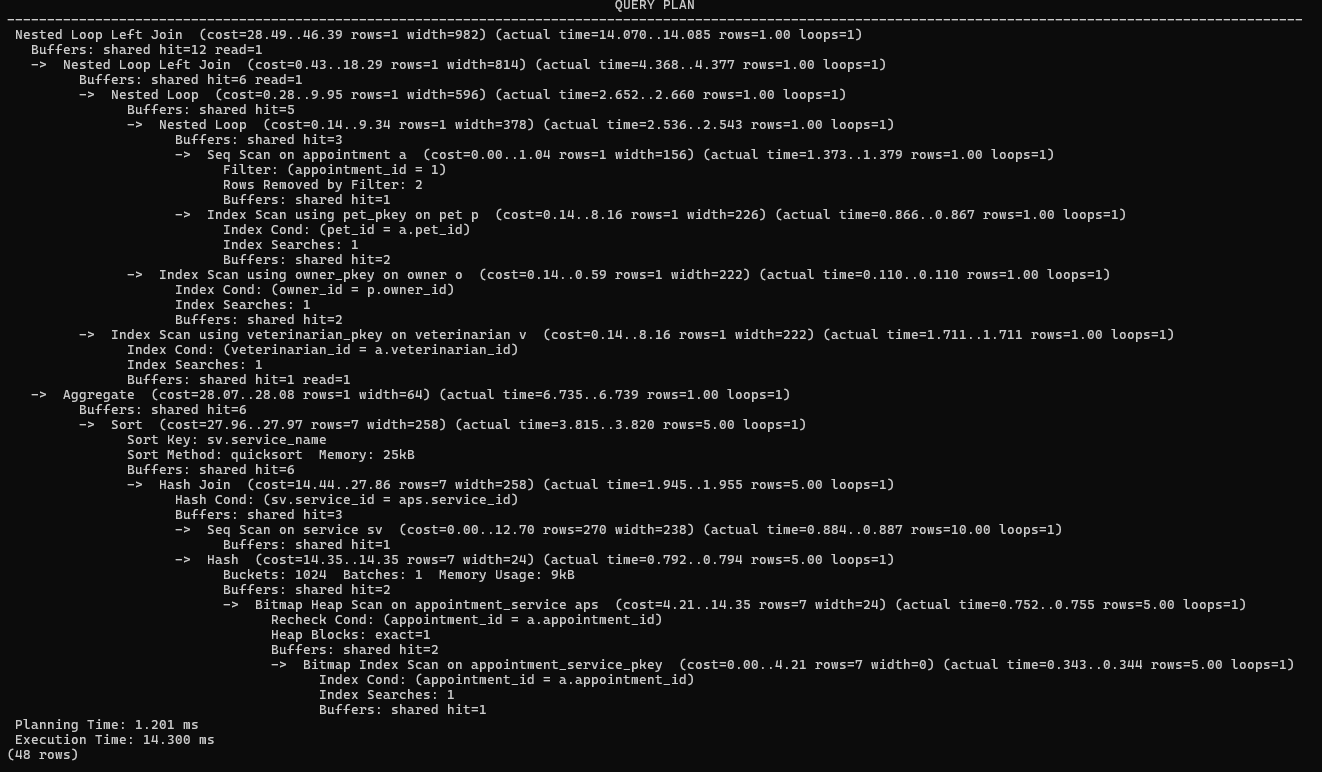 QUERY PLAN
------------------------------------------------------------------------------------------------------------------------------------------------------------------
Nested Loop Left Join  (cost=28.49..46.39 rows=1 width=982) (actual time=14.070..14.085 rows=1.00 loops=1)
  Buffers: shared hit=12 read=1
  ->  Nested Loop Left Join  (cost=0.43..18.29 rows=1 width=814) (actual time=4.368..4.377 rows=1.00 loops=1)
        Buffers: shared hit=6 read=1
        ->  Nested Loop  (cost=0.28..9.95 rows=1 width=596) (actual time=2.652..2.660 rows=1.00 loops=1)
              Buffers: shared hit=5
              ->  Nested Loop  (cost=0.14..9.34 rows=1 width=378) (actual time=2.536..2.543 rows=1.00 loops=1)
                    Buffers: shared hit=3
                    ->  Seq Scan on appointment a  (cost=0.00..1.04 rows=1 width=156) (actual time=1.373..1.379 rows=1.00 loops=1)
                          Filter: (appointment_id = 1)
                          Rows Removed by Filter: 2
                          Buffers: shared hit=1
                    ->  Index Scan using pet_pkey on pet p  (cost=0.14..8.16 rows=1 width=226) (actual time=0.866..0.867 rows=1.00 loops=1)
                          Index Cond: (pet_id = a.pet_id)
                          Index Searches: 1
                          Buffers: shared hit=2
              ->  Index Scan using owner_pkey on owner o  (cost=0.14..0.59 rows=1 width=222) (actual time=0.110..0.110 rows=1.00 loops=1)
                    Index Cond: (owner_id = p.owner_id)
                    Index Searches: 1
                    Buffers: shared hit=2
        ->  Index Scan using veterinarian_pkey on veterinarian v  (cost=0.14..8.16 rows=1 width=222) (actual time=1.711..1.711 rows=1.00 loops=1)
              Index Cond: (veterinarian_id = a.veterinarian_id)
              Index Searches: 1
              Buffers: shared hit=1 read=1
  ->  Aggregate  (cost=28.07..28.08 rows=1 width=64) (actual time=6.735..6.739 rows=1.00 loops=1)
        Buffers: shared hit=6
        ->  Sort  (cost=27.96..27.97 rows=7 width=258) (actual time=3.815..3.820 rows=5.00 loops=1)
              Sort Key: sv.service_name
              Sort Method: quicksort  Memory: 25kB
              Buffers: shared hit=6
              ->  Hash Join  (cost=14.44..27.86 rows=7 width=258) (actual time=1.945..1.955 rows=5.00 loops=1)
                    Hash Cond: (sv.service_id = aps.service_id)
                    Buffers: shared hit=3
                    ->  Seq Scan on service sv  (cost=0.00..12.70 rows=270 width=238) (actual time=0.884..0.887 rows=10.00 loops=1)
                          Buffers: shared hit=1
                    ->  Hash  (cost=14.35..14.35 rows=7 width=24) (actual time=0.792..0.794 rows=5.00 loops=1)
                          Buckets: 1024  Batches: 1  Memory Usage: 9kB
                          Buffers: shared hit=2
                          ->  Bitmap Heap Scan on appointment_service aps  (cost=4.21..14.35 rows=7 width=24) (actual time=0.752..0.755 rows=5.00 loops=1)
                                Recheck Cond: (appointment_id = a.appointment_id)
                                Heap Blocks: exact=1
                                Buffers: shared hit=2
                                ->  Bitmap Index Scan on appointment_service_pkey  (cost=0.00..4.21 rows=7 width=0) (actual time=0.343..0.344 rows=5.00 loops=1)
                                      Index Cond: (appointment_id = a.appointment_id)
                                      Index Searches: 1
                                      Buffers: shared hit=1
Planning Time: 1.201 ms
Execution Time: 14.300 ms
(48 rows)